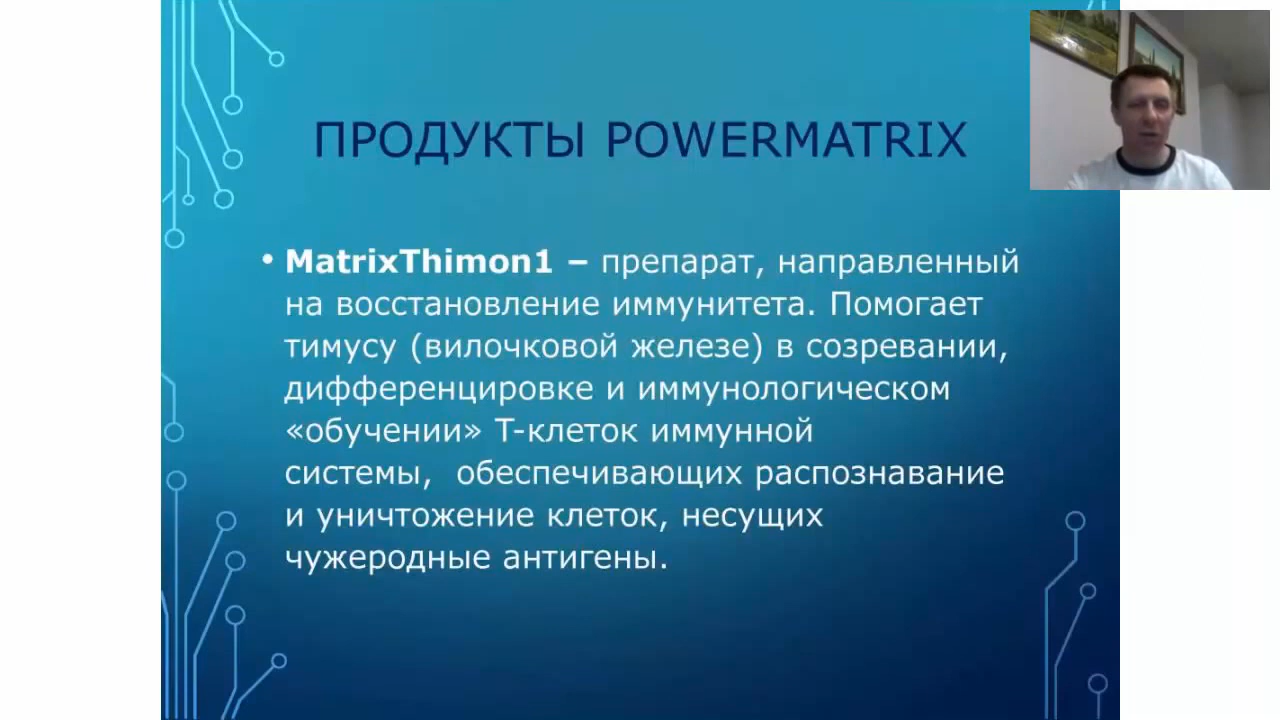 ПРОДУКТЫ POWERMATRIX
• MatrixThimon1 – препарат, направленный
на восстановление иммунитета. Помогает
тимусу (вилочковой железе) в созревании,
дифференцировке и иммунологическом
«обучении» Т-клеток иммунной
системы,  обеспечивающих распознавание
и уничтожение клеток, несущих
чужеродные антигены.